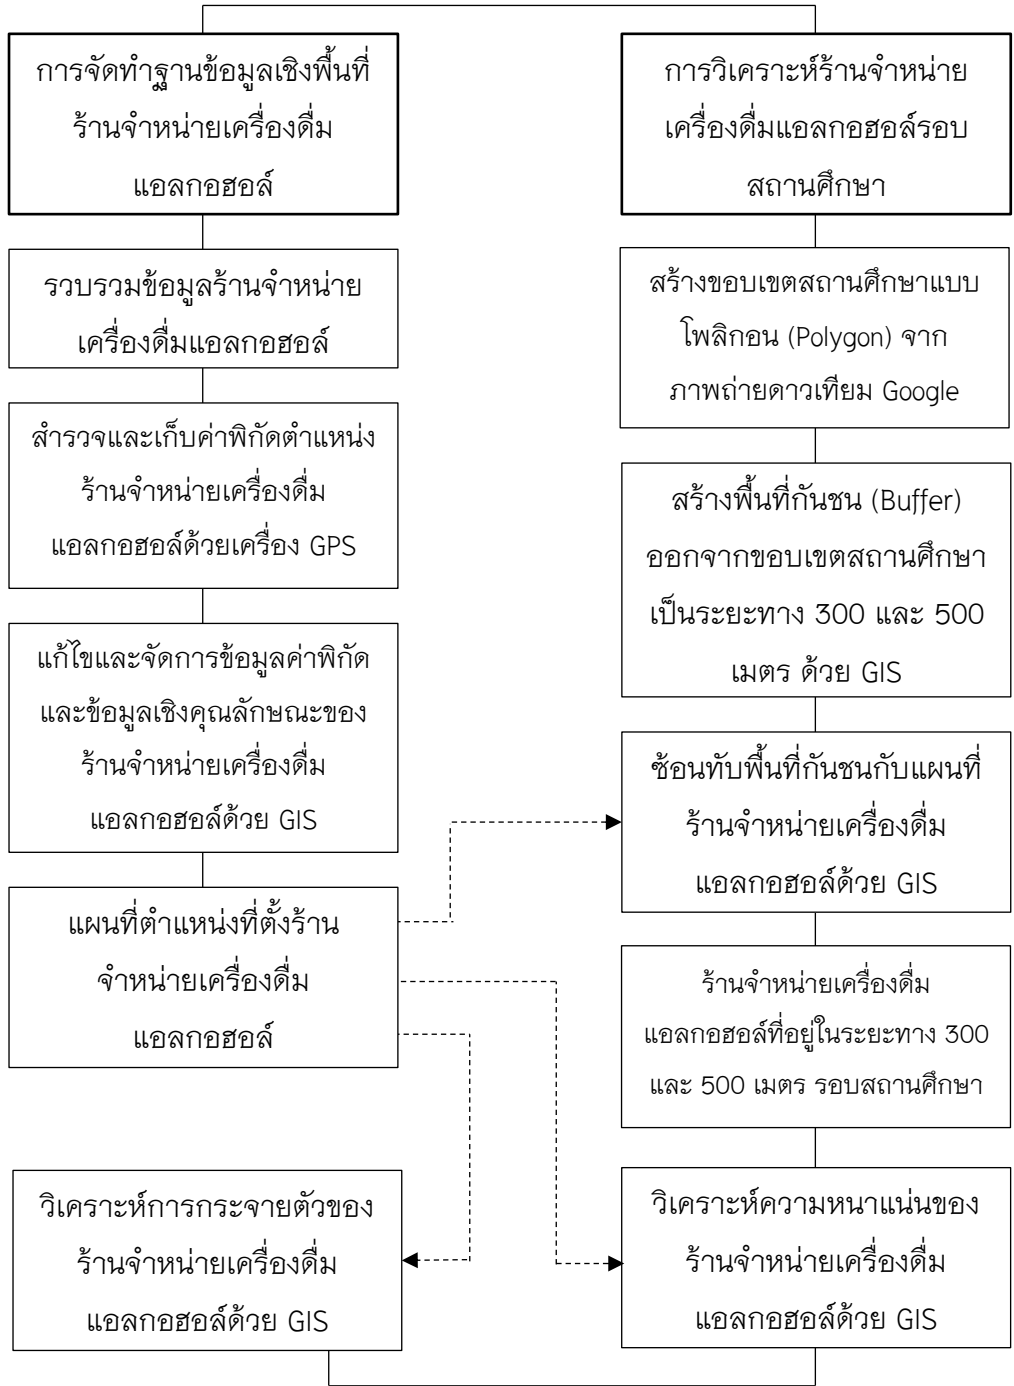 การจัดทำฐานข้อมูลเชิงพื้นที่
ร้านจำหน่ายเครื่องดื่ม
แอลกอฮอล์
รวบรวมข้อมูลร้านจำหน่าย
เครื่องดื่มแอลกอฮอล์
สำรวจและเก็บค่าพิกัดตำแหน่ง
ร้านจำหน่ายเครื่องดื่ม
แอลกอฮอล์ด้วยเครื่อง GPS
แก้ไขและจัดการข้อมูลค่าพิกัด
และข้อมูลเชิงคุณลักษณะของ
ร้านจำหน่ายเครื่องดื่ม
แอลกอฮอล์ด้วย GIS
แผนที่ตำแหน่งที่ตั้งร้าน
จำหน่ายเครื่องดื่ม
แอลกอฮอล์
วิเคราะห์การกระจายตัวของ
ร้านจำหน่ายเครื่องดื่ม
แอลกอฮอล์ด้วย GIS
การวิเคราะห์ร้านจำหน่าย
เครื่องดื่มแอลกอฮอล์รอบ
สถานศึกษา
สร้างขอบเขตสถานศึกษาแบบ
โพลิกอน (Polygon) จาก
ภาพถ่ายดาวเทียม Google
สร้างพื้นที่กันชน (Buffer)
ออกจากขอบเขตสถานศึกษา
เป็นระยะทาง 300 และ 500
เมตร ด้วย GIS
ซ้อนทับพื้นที่กันชนกับแผนที่
ร้านจำหน่ายเครื่องดื่ม
แอลกอฮอล์ด้วย GIS
ร้านจำหน่ายเครื่องดื่ม
แอลกอฮอล์ที่อยู่ในระยะทาง 300
และ 500 เมตร รอบสถานศึกษา
วิเคราะห์ความหนาแน่นของ
ร้านจำหน่ายเครื่องดื่ม
แอลกอฮอล์ด้วย GIS